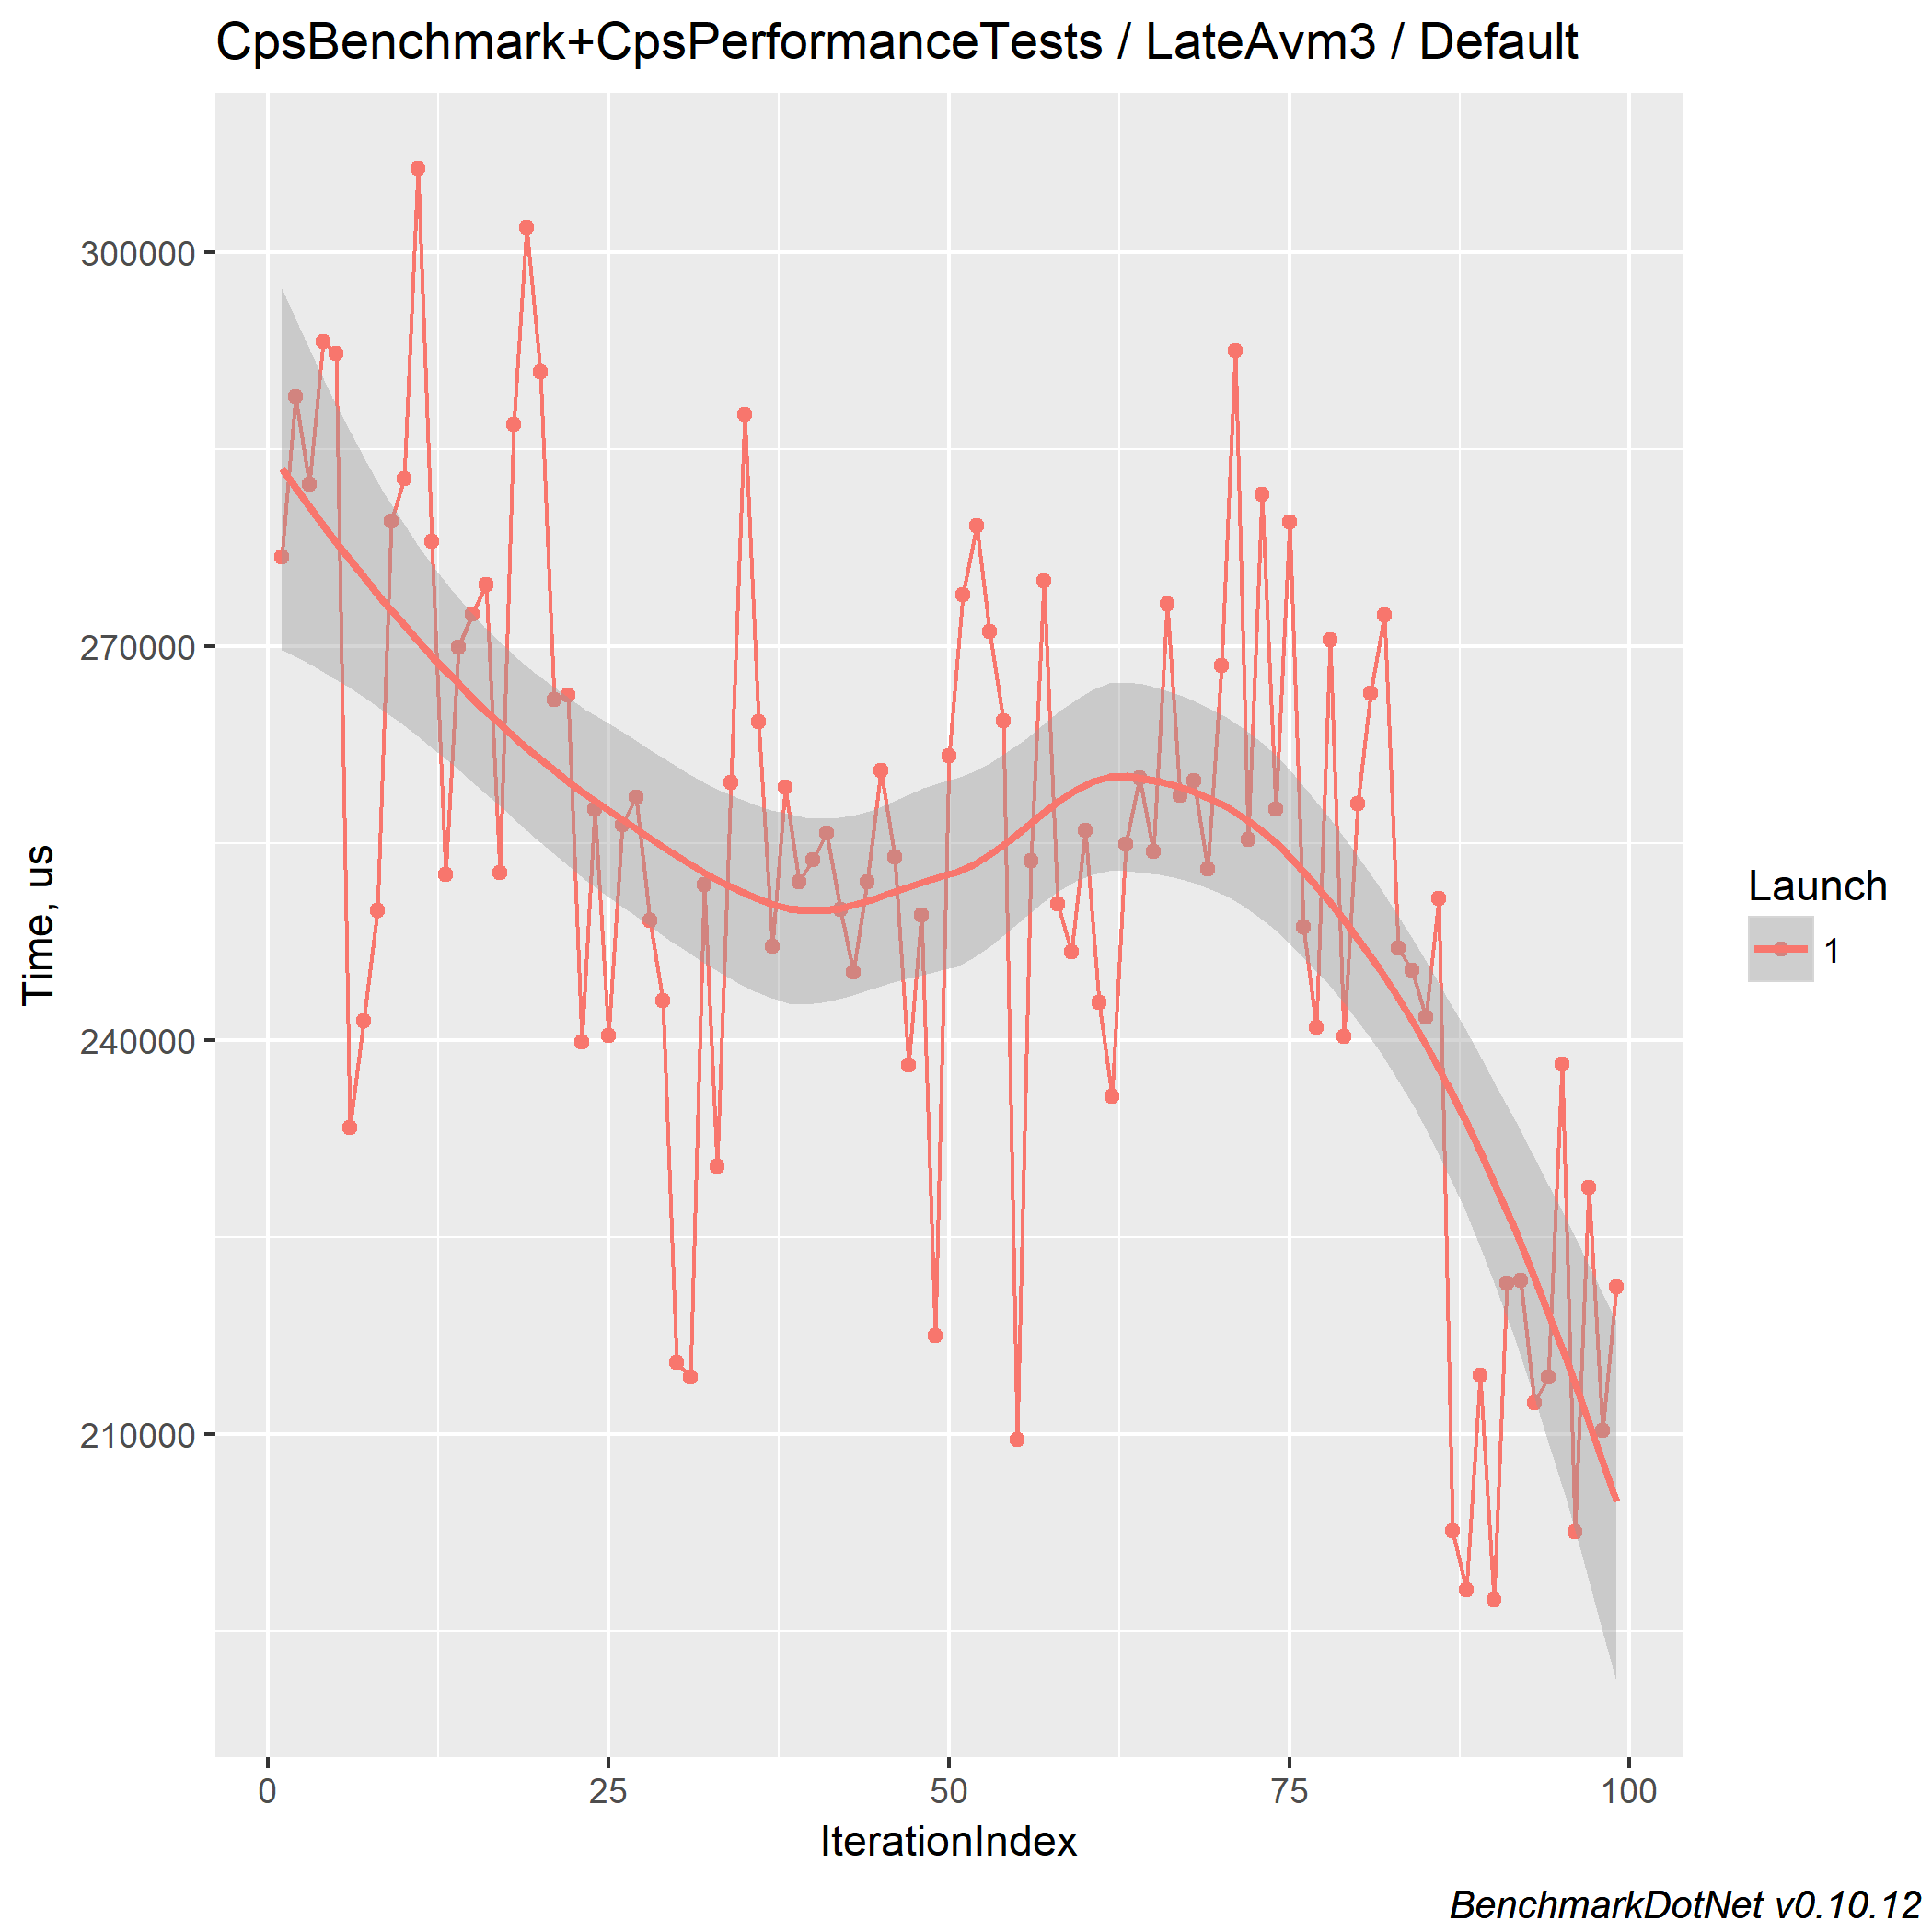 CpsBenchmark+CpsPerformanceTests / LateAvm3 / Default
300000
270000
240000
210000
Time, us
0 25 50 75 100
IterationIndex
Launch
1
BenchmarkDotNet v0.10.12